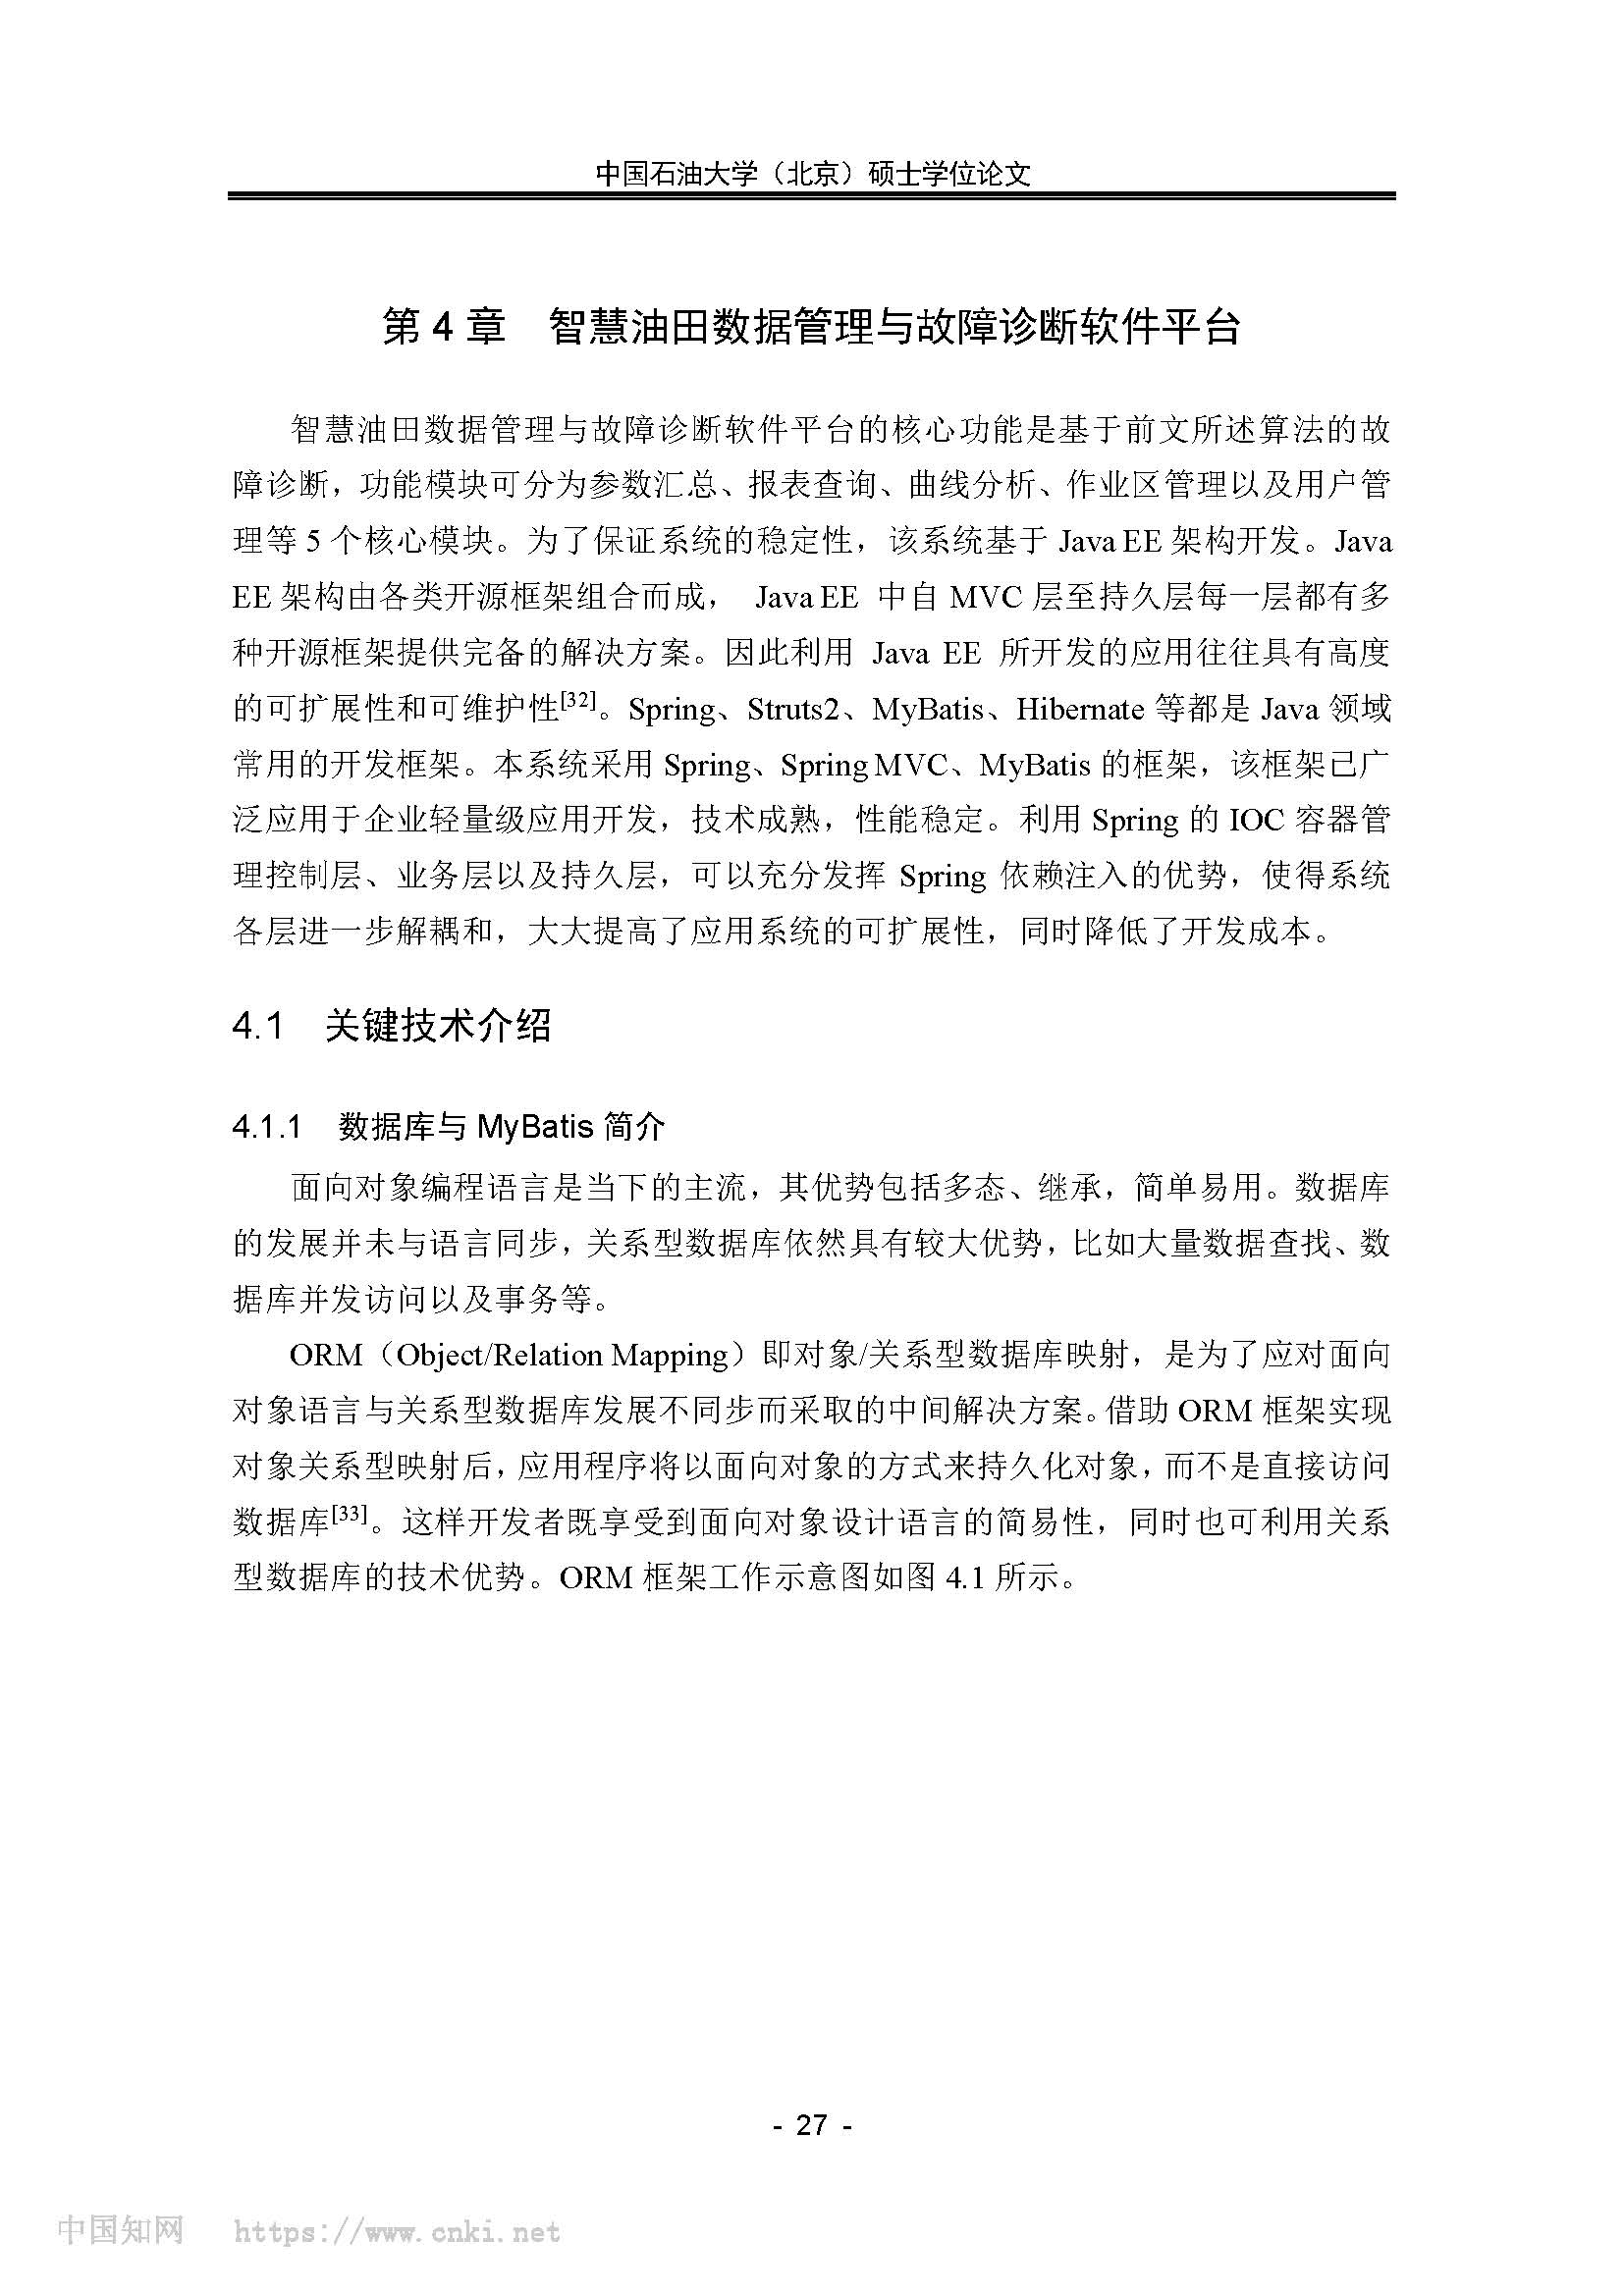 中国石油大学（北京）硕士学位论文
第 4 章　智慧油田数据管理与故障诊断软件平台
智慧油田数据管理与故障诊断软件平台的核心功能是基于前文所述算法的故
障诊断，功能模块可分为参数汇总、报表查询、曲线分析、作业区管理以及用户管
理等 5 个核心模块。为了保证系统的稳定性，该系统基于 Java EE 架构开发。Java
EE 架构由各类开源框架组合而成， Java EE 中自 MVC 层至持久层每一层都有多
种开源框架提供完备的解决方案。因此利用 Java EE 所开发的应用往往具有高度
的可扩展性和可维护性[32]。Spring、Struts2、MyBatis、Hibernate 等都是 Java 领域
常用的开发框架。本系统采用 Spring、Spring MVC、MyBatis 的框架，该框架已广
泛应用于企业轻量级应用开发，技术成熟，性能稳定。利用 Spring 的 IOC 容器管
理控制层、业务层以及持久层，可以充分发挥 Spring 依赖注入的优势，使得系统
各层进一步解耦和，大大提高了应用系统的可扩展性，同时降低了开发成本。
4.1　关键技术介绍
4.1.1　数据库与 MyBatis 简介
面向对象编程语言是当下的主流，其优势包括多态、继承，简单易用。数据库
的发展并未与语言同步，关系型数据库依然具有较大优势，比如大量数据查找、数
据库并发访问以及事务等。
ORM（Object/Relation Mapping）即对象/关系型数据库映射，是为了应对面向
对象语言与关系型数据库发展不同步而采取的中间解决方案。借助 ORM 框架实现
对象关系型映射后，应用程序将以面向对象的方式来持久化对象，而不是直接访问
数据库[33]。这样开发者既享受到面向对象设计语言的简易性，同时也可利用关系
型数据库的技术优势。ORM 框架工作示意图如图 4.1 所示。
- 27 -
中国知网　https://www.cnki.net